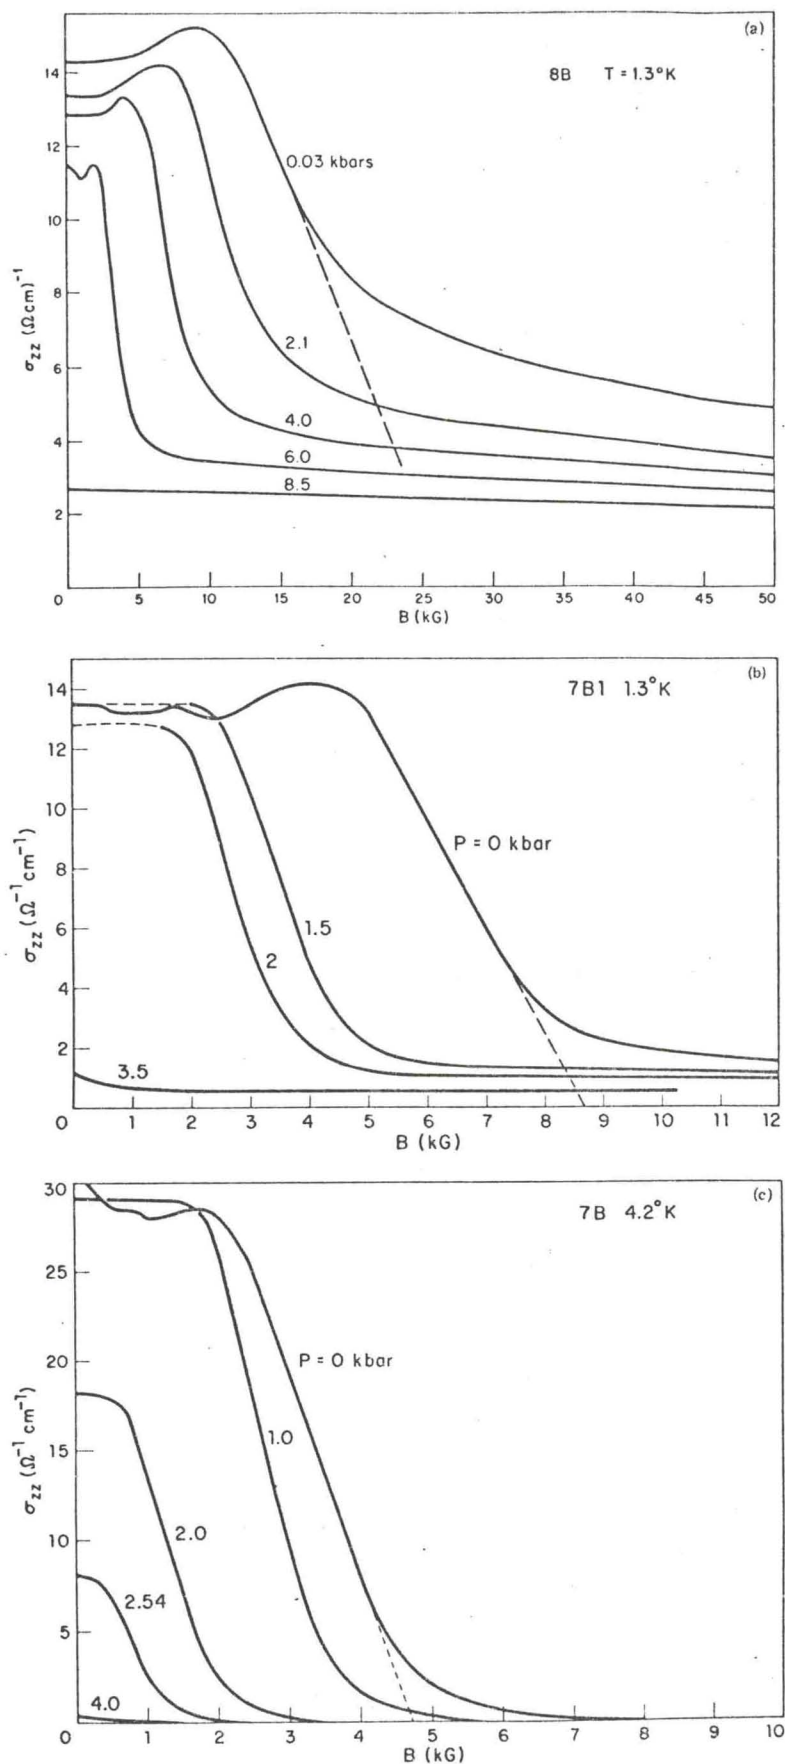 (a)
8B T = 1.3°K
0.03 kbars
2.1
4.0
6.0
8.5
14
12
10
8
6
4
2
0 5 10 15 20 25 30 35 40 45 50
σzz (Ωcm)⁻¹
B (kG)
(b)
7B1 1.3°K
P = 0 kbar
1.5
2
3.5
14
12
10
8
6
4
2
0 1 2 3 4 5 6 7 8 9 10 11 12
σzz (Ω⁻¹ cm⁻¹)
B (kG)
(c)
7B 4.2°K
P = 0 kbar
1.0
2.0
2.54
4.0
30
25
20
15
10
5
0 1 2 3 4 5 6 7 8 9 10
σzz (Ω⁻¹ cm⁻¹)
B (kG)